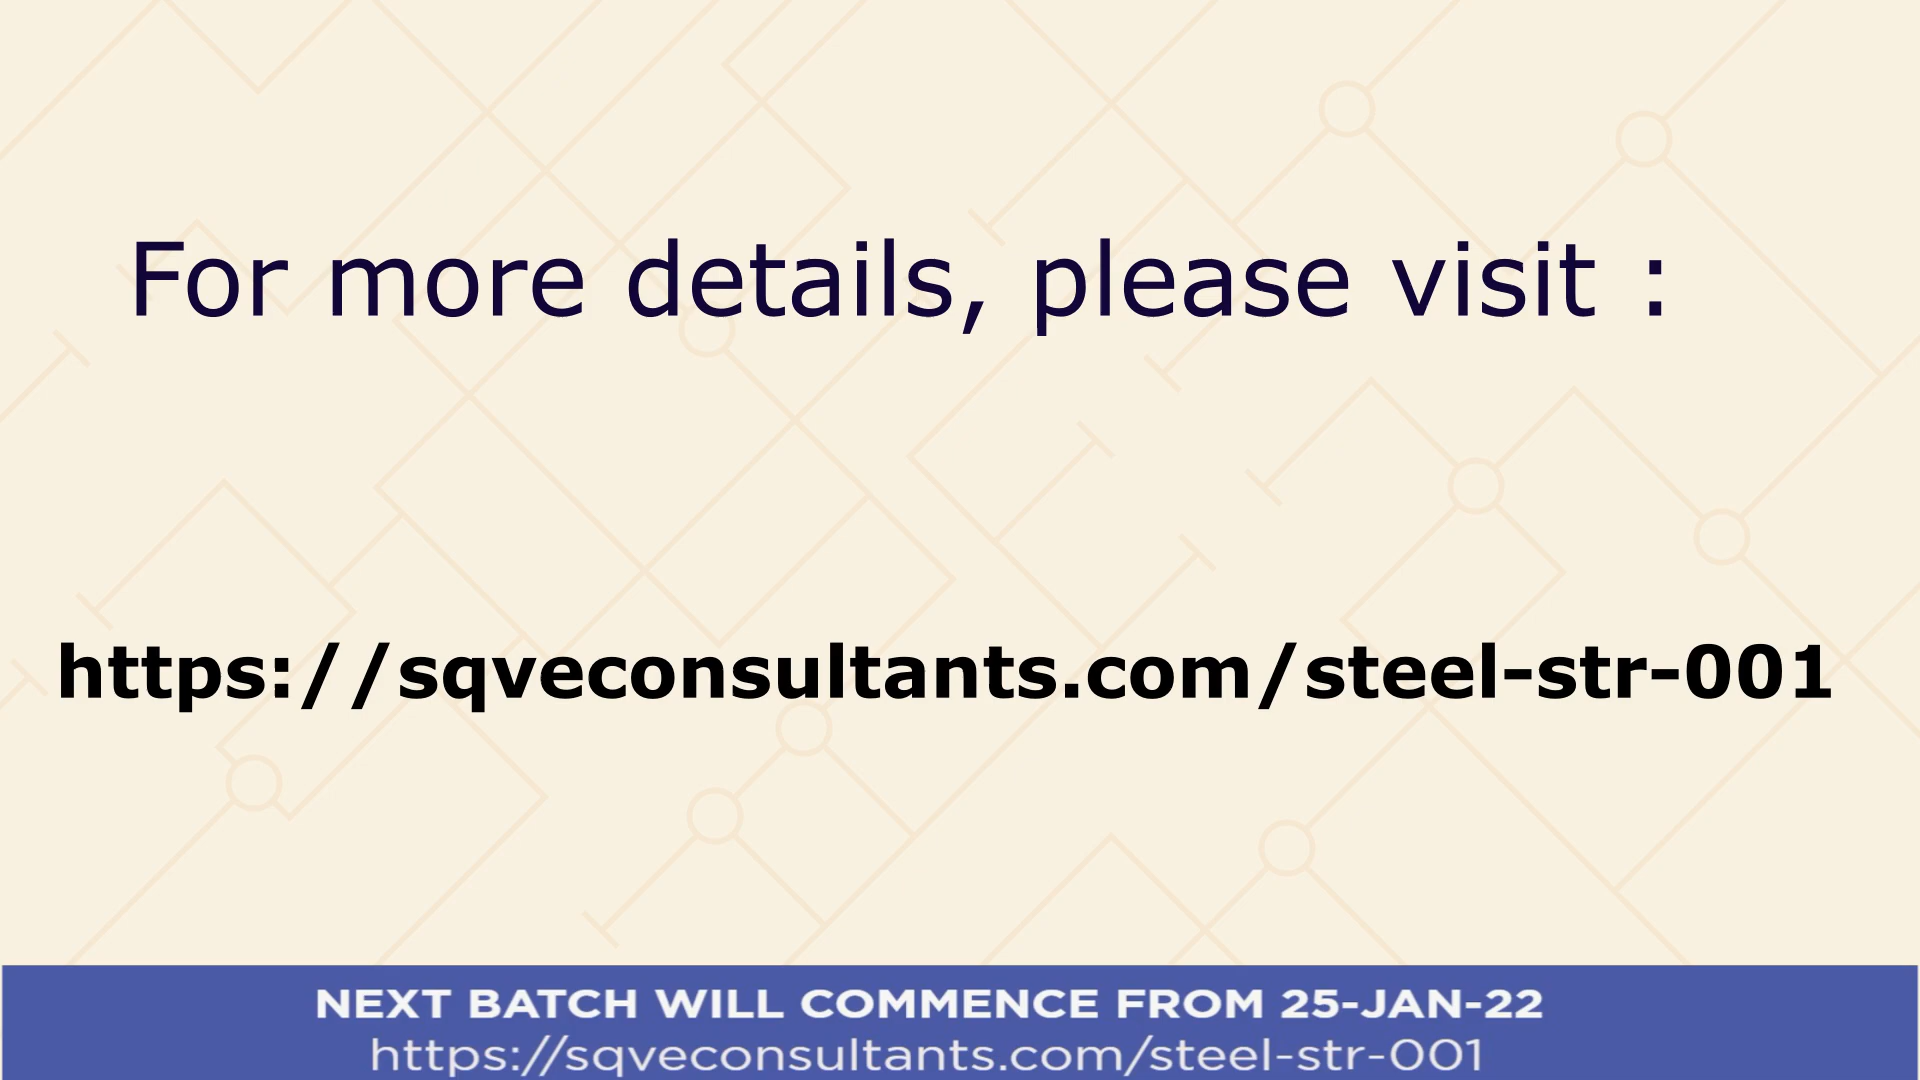 For more details, please visit :
https://sqveconsultants.com/steel-str-001
NEXT BATCH WILL COMMENCE FROM 25-JAN-22
https://sqveconsultants.com/steel-str-001